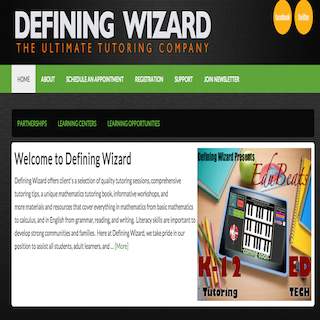 DEFINING WIZARD
THE ULTIMATE TUTORING COMPANY
facebook
twitter
HOME ABOUT SCHEDULE AN APPOINTMENT REGISTRATION SUPPORT JOIN NEWSLETTER
PARTNERSHIPS LEARNING CENTERS LEARNING OPPORTUNITIES
Welcome to Defining Wizard
Defining Wizard offers client's a selection of quality tutoring sessions, comprehensive
tutoring tips, a unique mathematics tutoring book, informative workshops, and
more materials and resources that cover everything in mathematics from basic mathematics
to calculus, and in English from grammar, reading, and writing. Literacy skills are important to
develop strong communities and families. Here at Defining Wizard, we take pride in our
position to assist all students, adult learners, and ... [More]
Defining Wizard Presents
EduBeats
COMING SOON
K-12 ED
Tutoring TECH